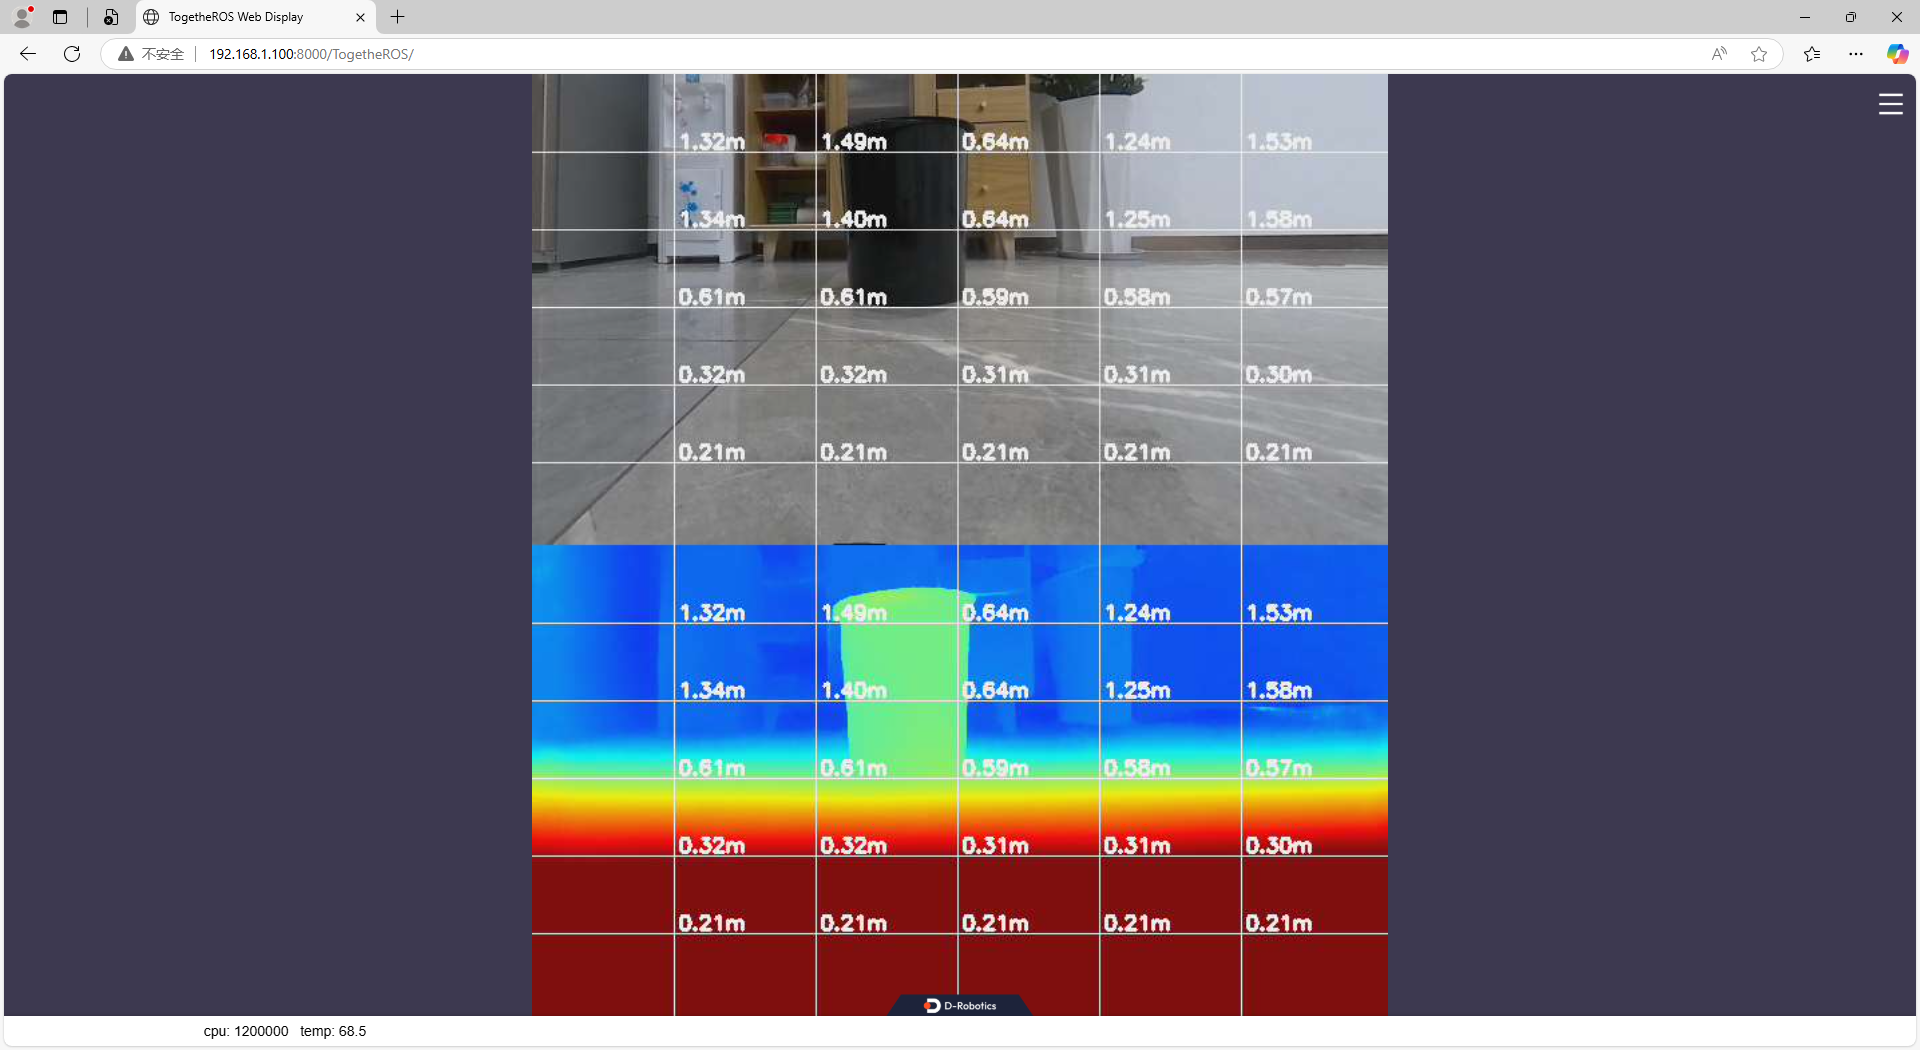 TogetheROS Web Display
不安全
192.168.1.100:8000/TogetheROS/
1.32m 1.49m 0.64m 1.24m 1.53m
1.34m 1.40m 0.64m 1.25m 1.58m
0.61m 0.61m 0.59m 0.58m 0.57m
0.32m 0.32m 0.31m 0.31m 0.30m
0.21m 0.21m 0.21m 0.21m 0.21m
1.32m 1.49m 0.64m 1.24m 1.53m
1.34m 1.40m 0.64m 1.25m 1.58m
0.61m 0.61m 0.59m 0.58m 0.57m
0.32m 0.32m 0.31m 0.31m 0.30m
0.21m 0.21m 0.21m 0.21m 0.21m
D-Robotics
cpu: 1200000 temp: 68.5